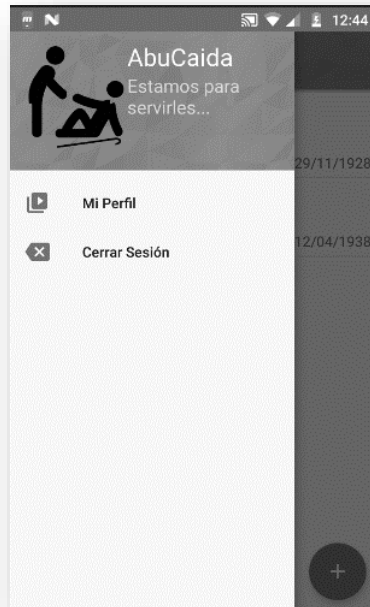 12:44
AbuCaida
Estamos para
servirles...
29/11/1928
Mi Perfil
12/04/1938
Cerrar Sesión